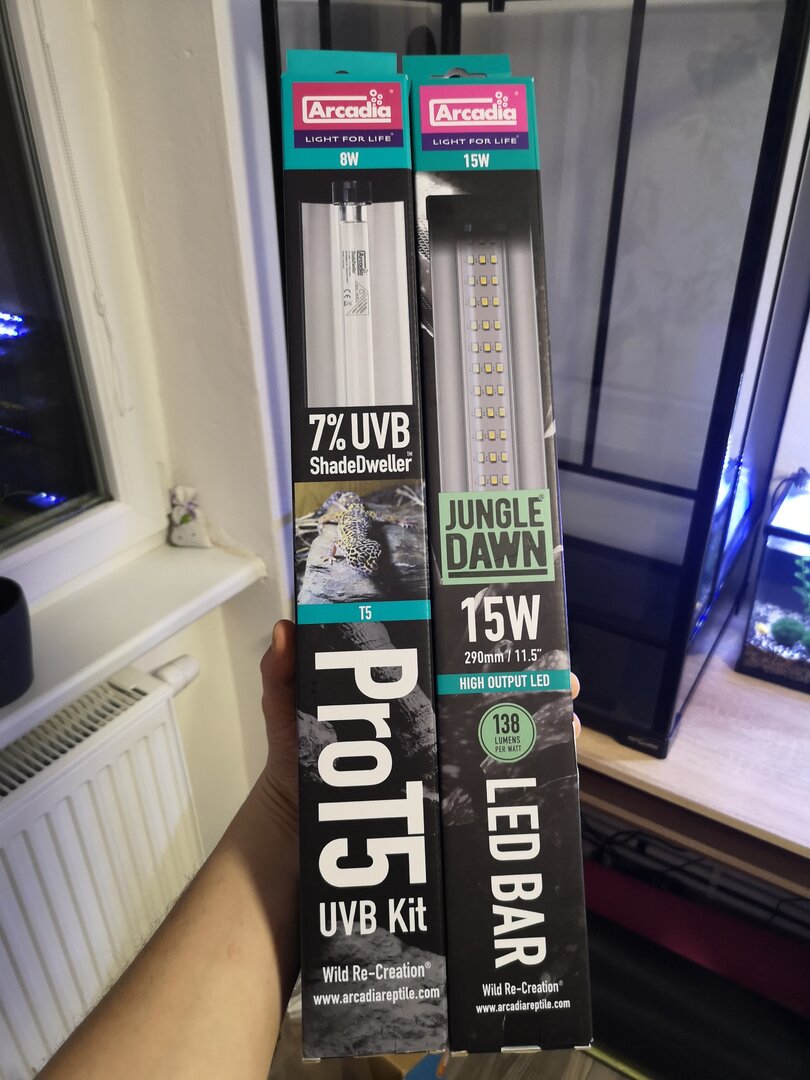 Arcadia
LIGHT FOR LIFE®
8W
Arcadia
ShadeDweller
7% UVB
ShadeDweller™
T5
ProT5
UVB Kit
Wild Re-Creation®
www.arcadiareptile.com
Arcadia®
LIGHT FOR LIFE®
15W
JUNGLE®
DAWN
15W
290mm / 11.5"
HIGH OUTPUT LED
138
LUMENS
PER WATT
LED BAR
Wild Re-Creation®
www.arcadiareptile.com